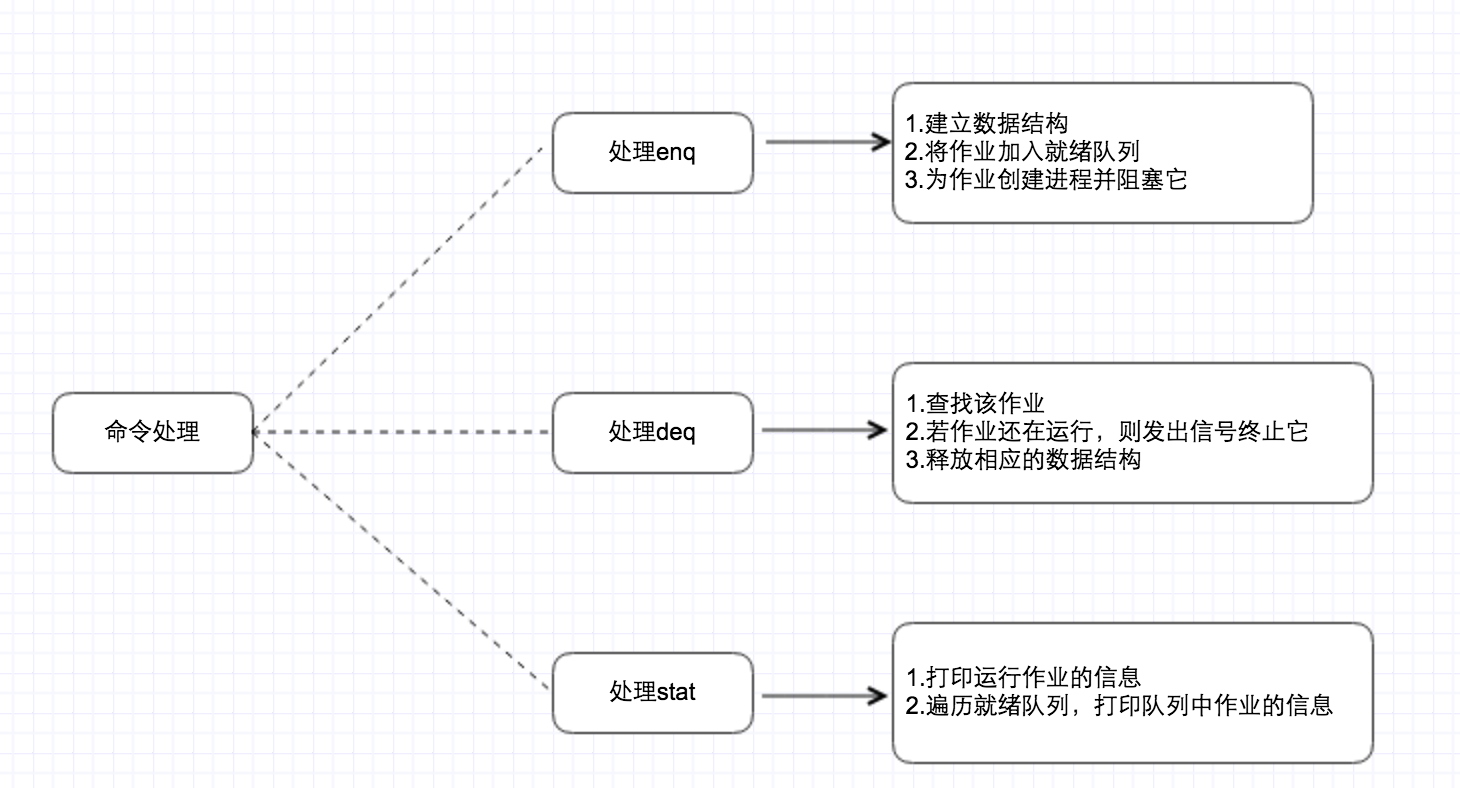 处理enq
1.建立数据结构
2.将作业加入就绪队列
3.为作业创建进程并阻塞它
命令处理
处理deq
1.查找该作业
2.若作业还在运行，则发出信号终止它
3.释放相应的数据结构
处理stat
1.打印运行作业的信息
2.遍历就绪队列，打印队列中作业的信息